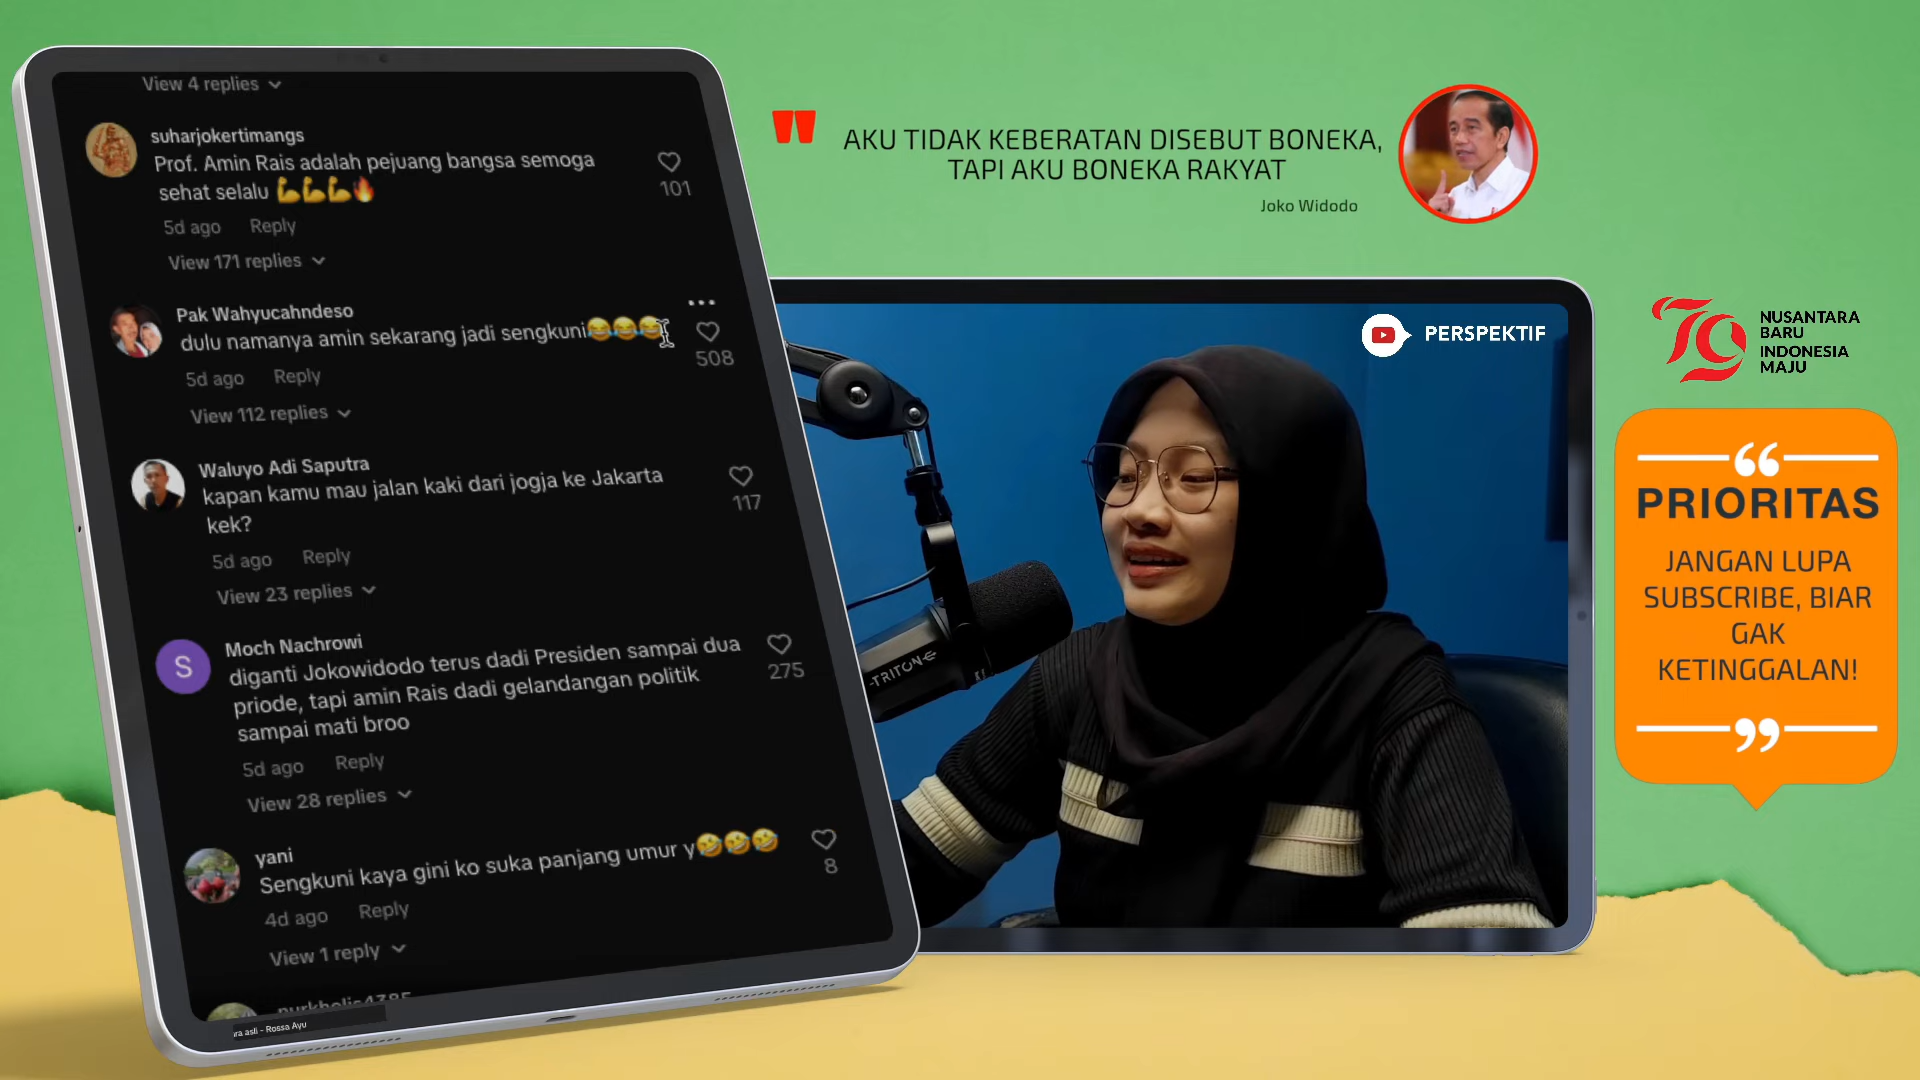 View 4 replies
suharjokertimangs
Prof. Amin Rais adalah pejuang bangsa semoga
sehat selalu 💪💪💪🔥
101
5d ago Reply
View 171 replies
Pak Wahyucahndeso
dulu namanya amin sekarang jadi sengkuni😂😂😂
508
5d ago Reply
View 112 replies
Waluyo Adi Saputra
kapan kamu mau jalan kaki dari jogja ke Jakarta
kek?
117
5d ago Reply
View 23 replies
S
Moch Nachrowi
diganti Jokowidodo terus dadi Presiden sampai dua
priode, tapi amin Rais dadi gelandangan politik
sampai mati broo
275
5d ago Reply
View 28 replies
yani
Sengkuni kaya gini ko suka panjang umur y🤣🤣🤣
8
4d ago Reply
View 1 reply
ra asli - Rossa Ayu
AKU TIDAK KEBERATAN DISEBUT BONEKA,
TAPI AKU BONEKA RAKYAT
Joko Widodo
PERSPEKTIF
TRITON
79
NUSANTARA
BARU
INDONESIA
MAJU
“
PRIORITAS
JANGAN LUPA
SUBSCRIBE, BIAR
GAK
KETINGGALAN!
”